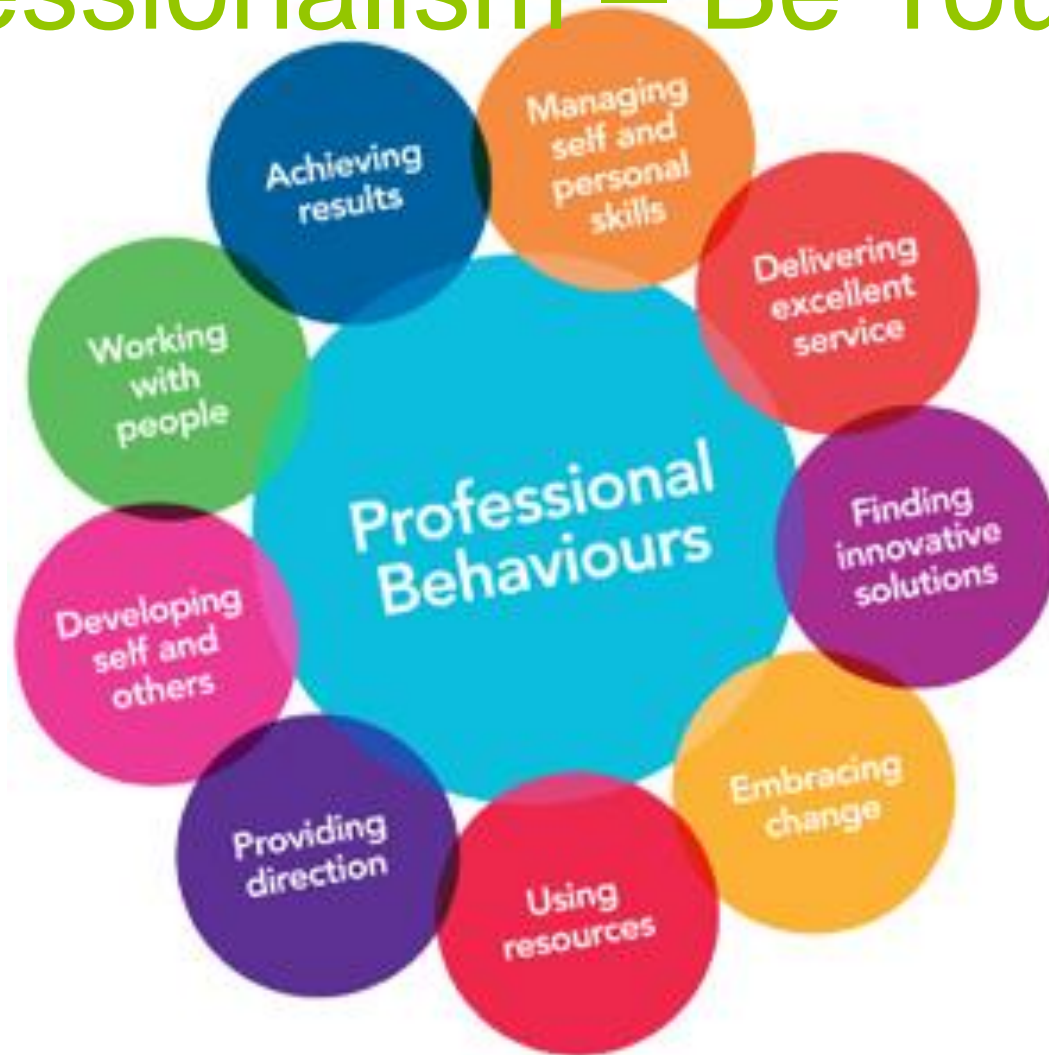 essionalism – Be You
Professional
Behaviours
Managing
self and
personal
skills
Delivering
excellent
service
Finding
innovative
solutions
Embracing
change
Using
resources
Providing
direction
Developing
self and
others
Working
with
people
Achieving
results